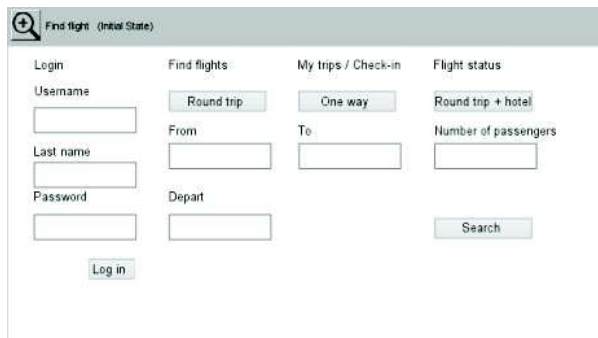 Find flight (Initial State)
Login Find flights My trips / Check-in Flight status
Username
Round trip One way Round trip + hotel
From To Number of passengers
Last name
Password Depart
Search
Log in